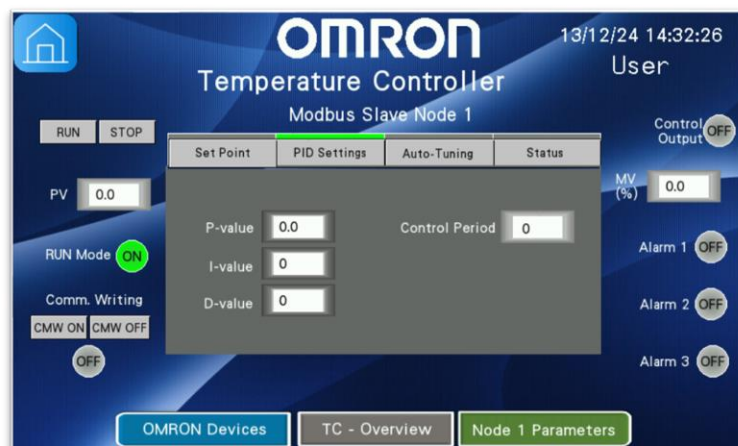 OMRON
13/12/24 14:32:26
Temperature Controller
User
Modbus Slave Node 1
RUN STOP
Control Output OFF
Set Point PID Settings Auto-Tuning Status
PV 0.0
MV (%) 0.0
P-value 0.0
Control Period 0
RUN Mode ON
Alarm 1 OFF
I-value 0
Comm. Writing
D-value 0
Alarm 2 OFF
CMW ON CMW OFF
OFF
Alarm 3 OFF
OMRON Devices TC - Overview Node 1 Parameters